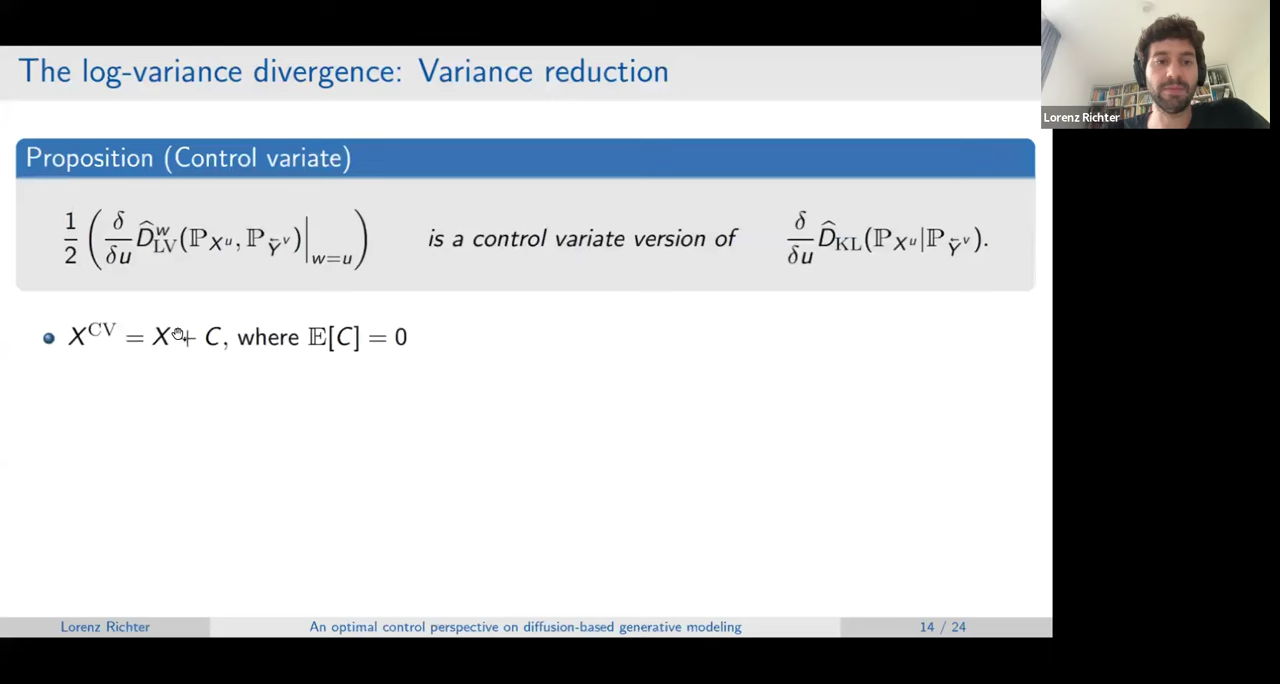 The log-variance divergence: Variance reduction
Lorenz Richter
Proposition (Control variate)
1/2 ( δ/δu D̂_LV^w(ℙ_{X^u}, ℙ_{Y⃖^v})|_{w=u} ) is a control variate version of δ/δu D̂_KL(ℙ_{X^u}|ℙ_{Y⃖^v}).
X^CV = X + C, where 𝔼[C] = 0
Lorenz Richter An optimal control perspective on diffusion-based generative modeling 14 / 24